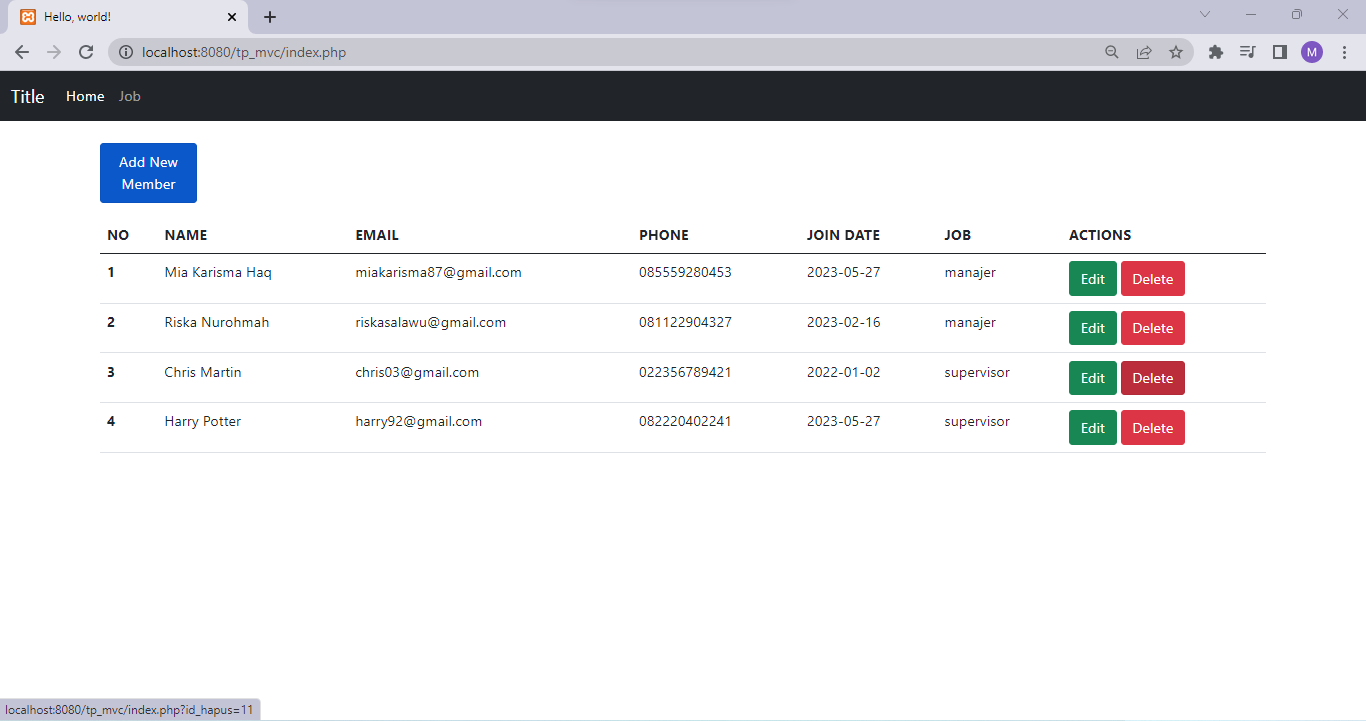 Hello, world!
localhost:8080/tp_mvc/index.php
M
Title Home Job
Add New
Member
NO NAME EMAIL PHONE JOIN DATE JOB ACTIONS
1 Mia Karisma Haq miakarisma87@gmail.com 085559280453 2023-05-27 manajer Edit Delete
2 Riska Nurohmah riskasalawu@gmail.com 081122904327 2023-02-16 manajer Edit Delete
3 Chris Martin chris03@gmail.com 022356789421 2022-01-02 supervisor Edit Delete
4 Harry Potter harry92@gmail.com 082220402241 2023-05-27 supervisor Edit Delete
localhost:8080/tp_mvc/index.php?id_hapus=11